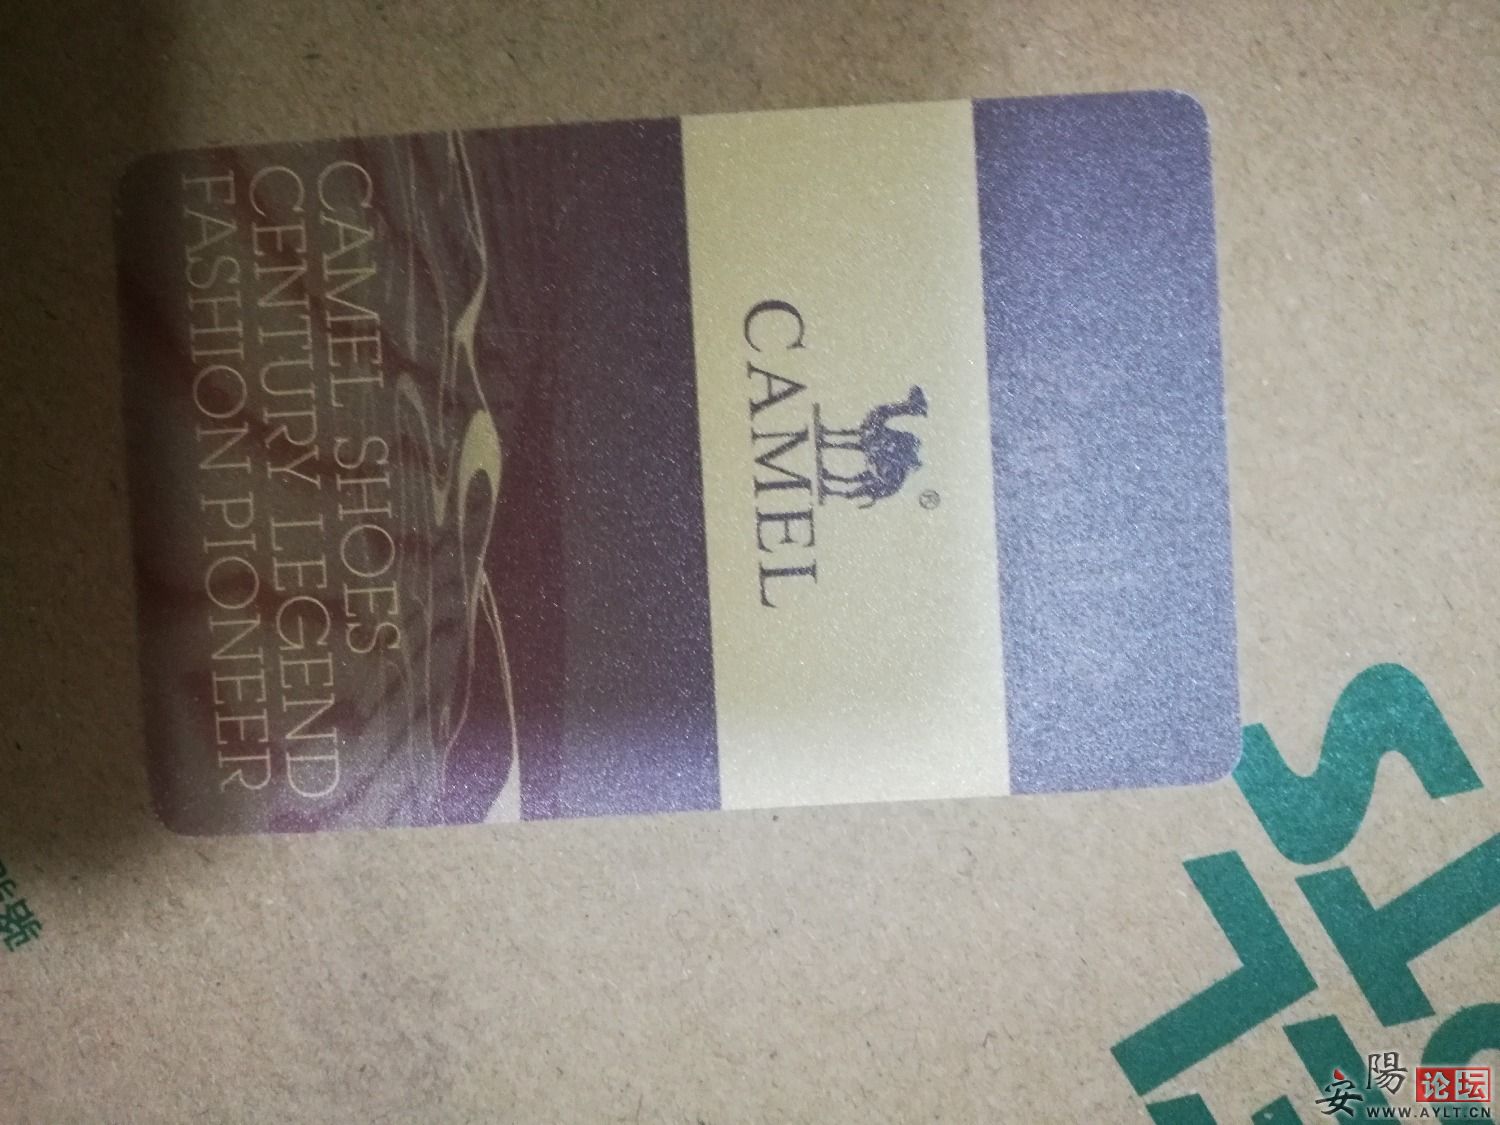 CAMEL
®
CAMEL SHOES
CENTURY LEGEND
FASHION PIONEER
安陽论坛
WWW.AYLT.CN